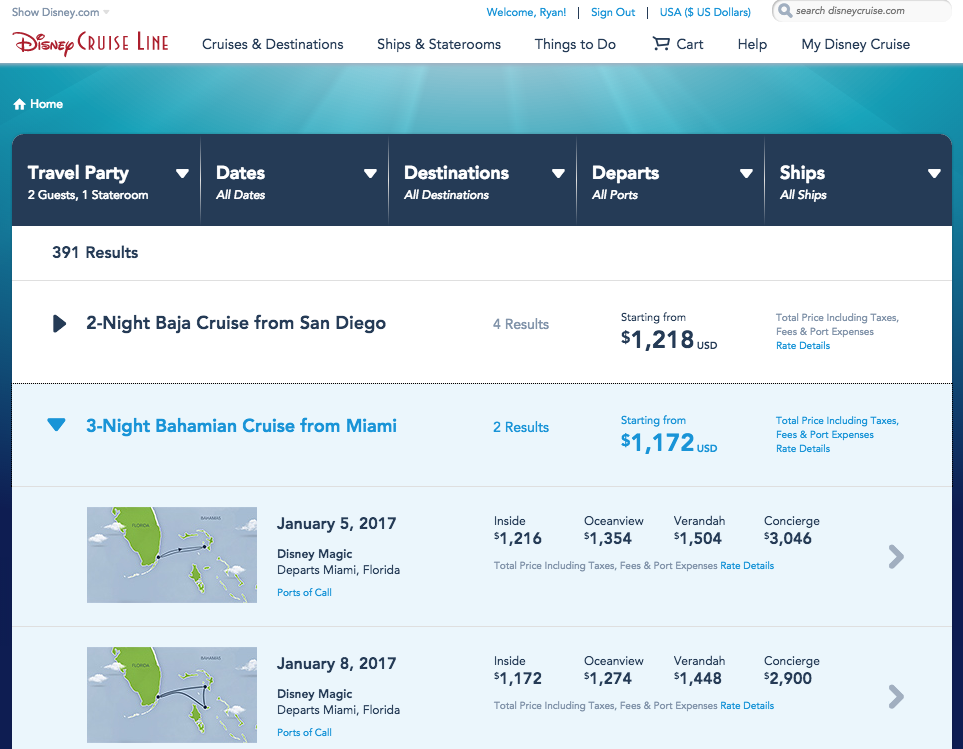 Show Disney.com
Welcome, Ryan! | Sign Out | USA ($ US Dollars)
search disneycruise.com
Disney CRUISE LINE
Cruises & Destinations
Ships & Staterooms
Things to Do
Cart
Help
My Disney Cruise
Home
Travel Party
2 Guests, 1 Stateroom
Dates
All Dates
Destinations
All Destinations
Departs
All Ports
Ships
All Ships
391 Results
2-Night Baja Cruise from San Diego
4 Results
Starting from
$1,218 USD
Total Price Including Taxes,
Fees & Port Expenses
Rate Details
3-Night Bahamian Cruise from Miami
2 Results
Starting from
$1,172 USD
Total Price Including Taxes,
Fees & Port Expenses
Rate Details
FLORIDA
BAHAMAS
January 5, 2017
Disney Magic
Departs Miami, Florida
Ports of Call
Inside
$1,216
Oceanview
$1,354
Verandah
$1,504
Concierge
$3,046
Total Price Including Taxes, Fees & Port Expenses Rate Details
FLORIDA
BAHAMAS
January 8, 2017
Disney Magic
Departs Miami, Florida
Ports of Call
Inside
$1,172
Oceanview
$1,274
Verandah
$1,448
Concierge
$2,900
Total Price Including Taxes, Fees & Port Expenses Rate Details